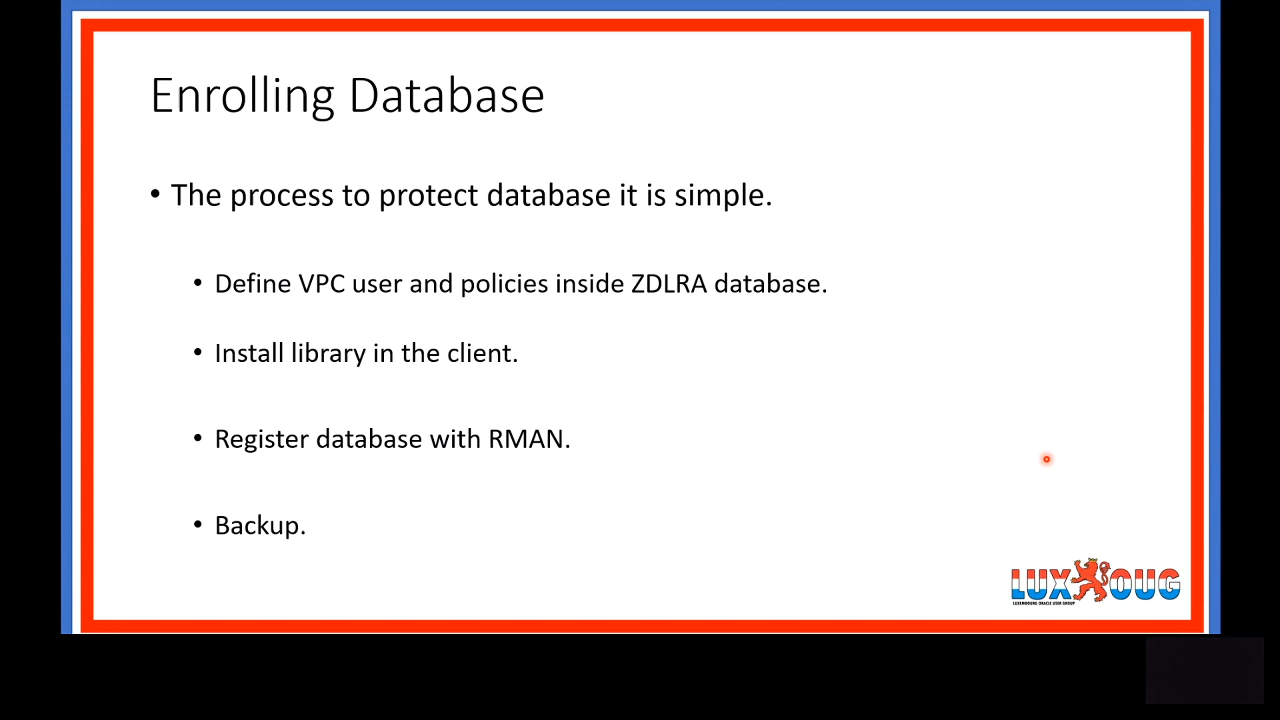 Enrolling Database
• The process to protect database it is simple.
• Define VPC user and policies inside ZDLRA database.
• Install library in the client.
• Register database with RMAN.
• Backup.
LUX OUG
LUXEMBOURG ORACLE USER GROUP